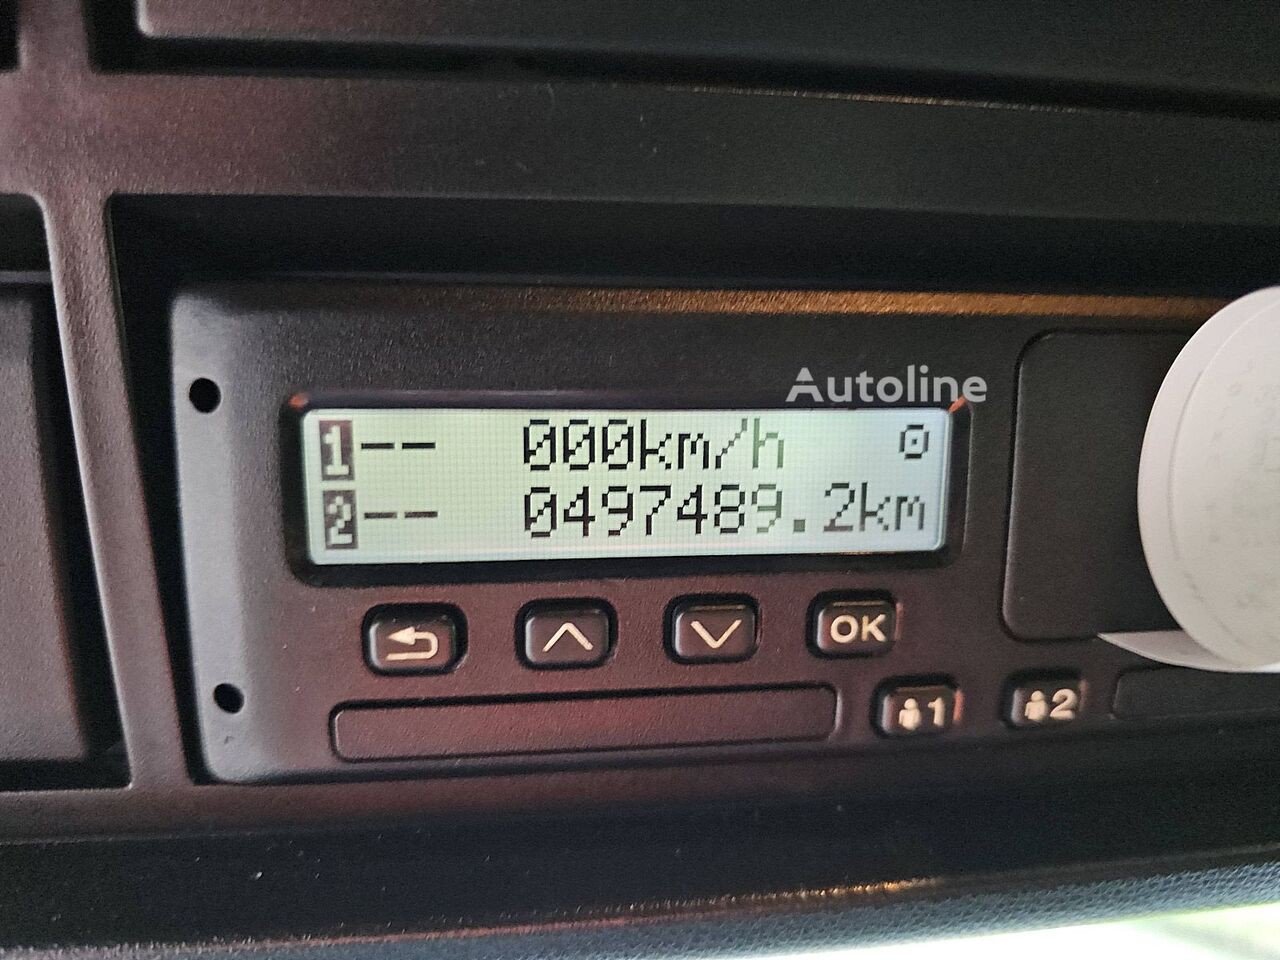 Autoline
1-- 000km/h
2-- 0497489.2km
OK
1 2